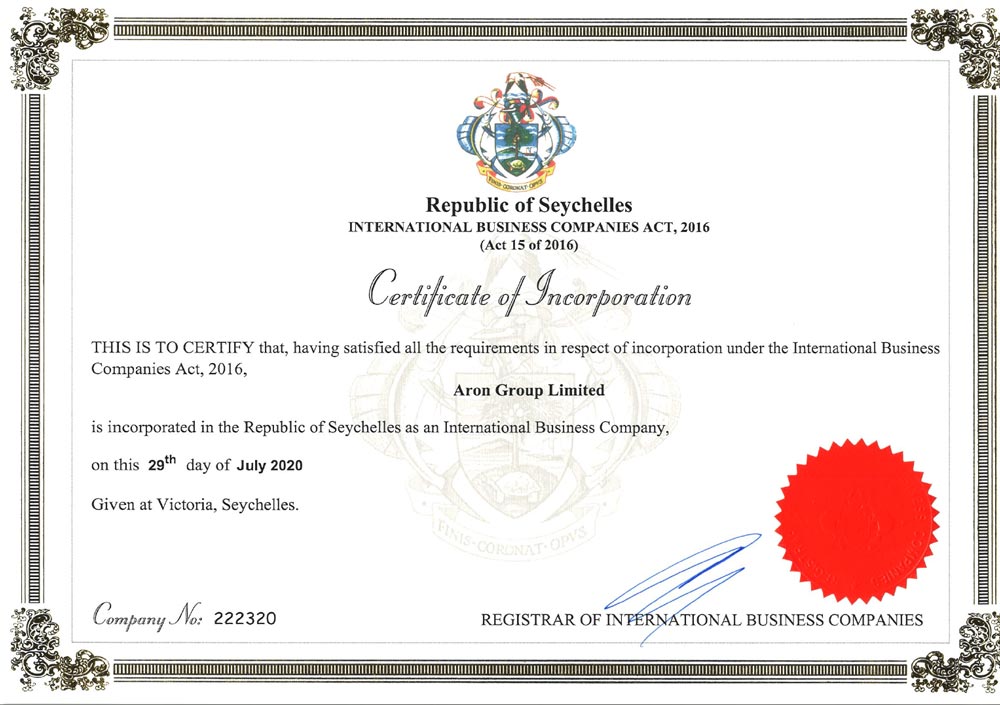 FINIS·CORONAT·OPVS
Republic of Seychelles
INTERNATIONAL BUSINESS COMPANIES ACT, 2016
(Act 15 of 2016)
Certificate of Incorporation
THIS IS TO CERTIFY that, having satisfied all the requirements in respect of incorporation under the International Business
Companies Act, 2016,
Aron Group Limited
is incorporated in the Republic of Seychelles as an International Business Company,
on this 29th day of July 2020
Given at Victoria, Seychelles.
FINIS·CORONAT·OPVS
Company No: 222320
REGISTRAR OF INTERNATIONAL BUSINESS COMPANIES